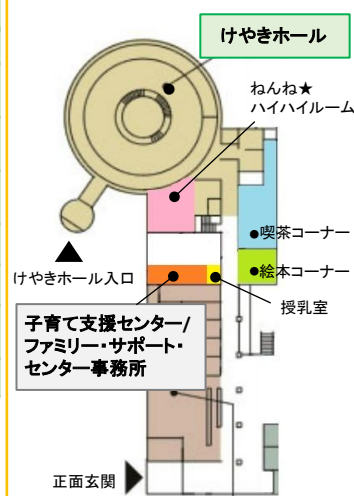 けやきホール
ねんね★
ハイハイルーム
●喫茶コーナー
けやきホール入口
●絵本コーナー
授乳室
子育て支援センター/
ファミリー・サポート・
センター事務所
正面玄関